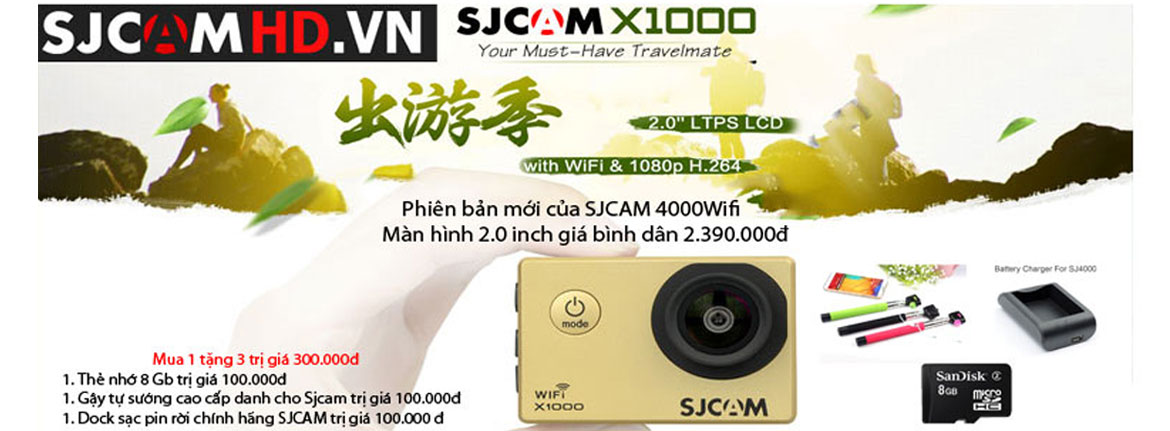 SJCAMHD.VN
SJCAM X1000
Your Must-Have Travelmate
出游季
2.0" LTPS LCD
with WiFi & 1080p H.264
Phiên bản mới của SJCAM 4000Wifi
Màn hình 2.0 inch giá bình dân 2.390.000đ
Battery Charger For SJ4000
mode
WiFi
X1000
SJCAM
SanDisk 2
8GB
micro
SD
HC
Mua 1 tặng 3 trị giá 300.000đ
1. Thẻ nhớ 8 Gb trị giá 100.000đ
1. Gậy tự sướng cao cấp danh cho Sjcam trị giá 100.000đ
1. Dock sạc pin rời chính hãng SJCAM trị giá 100.000 đ